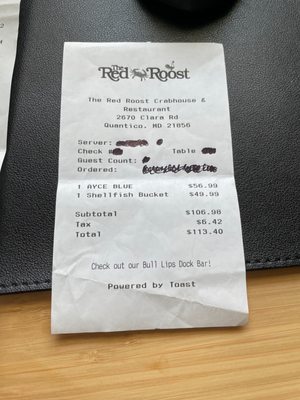 The
Red Roost
The Red Roost Crabhouse &
Restaurant
2670 Clara Rd
Quantico, MD 21856
Server:
Check # Table
Guest Count:
Ordered:
1 AYCE BLUE $56.99
1 Shellfish Bucket $49.99
Subtotal $106.98
Tax $6.42
Total $113.40
Check out our Bull Lips Dock Bar!
Powered by Toast